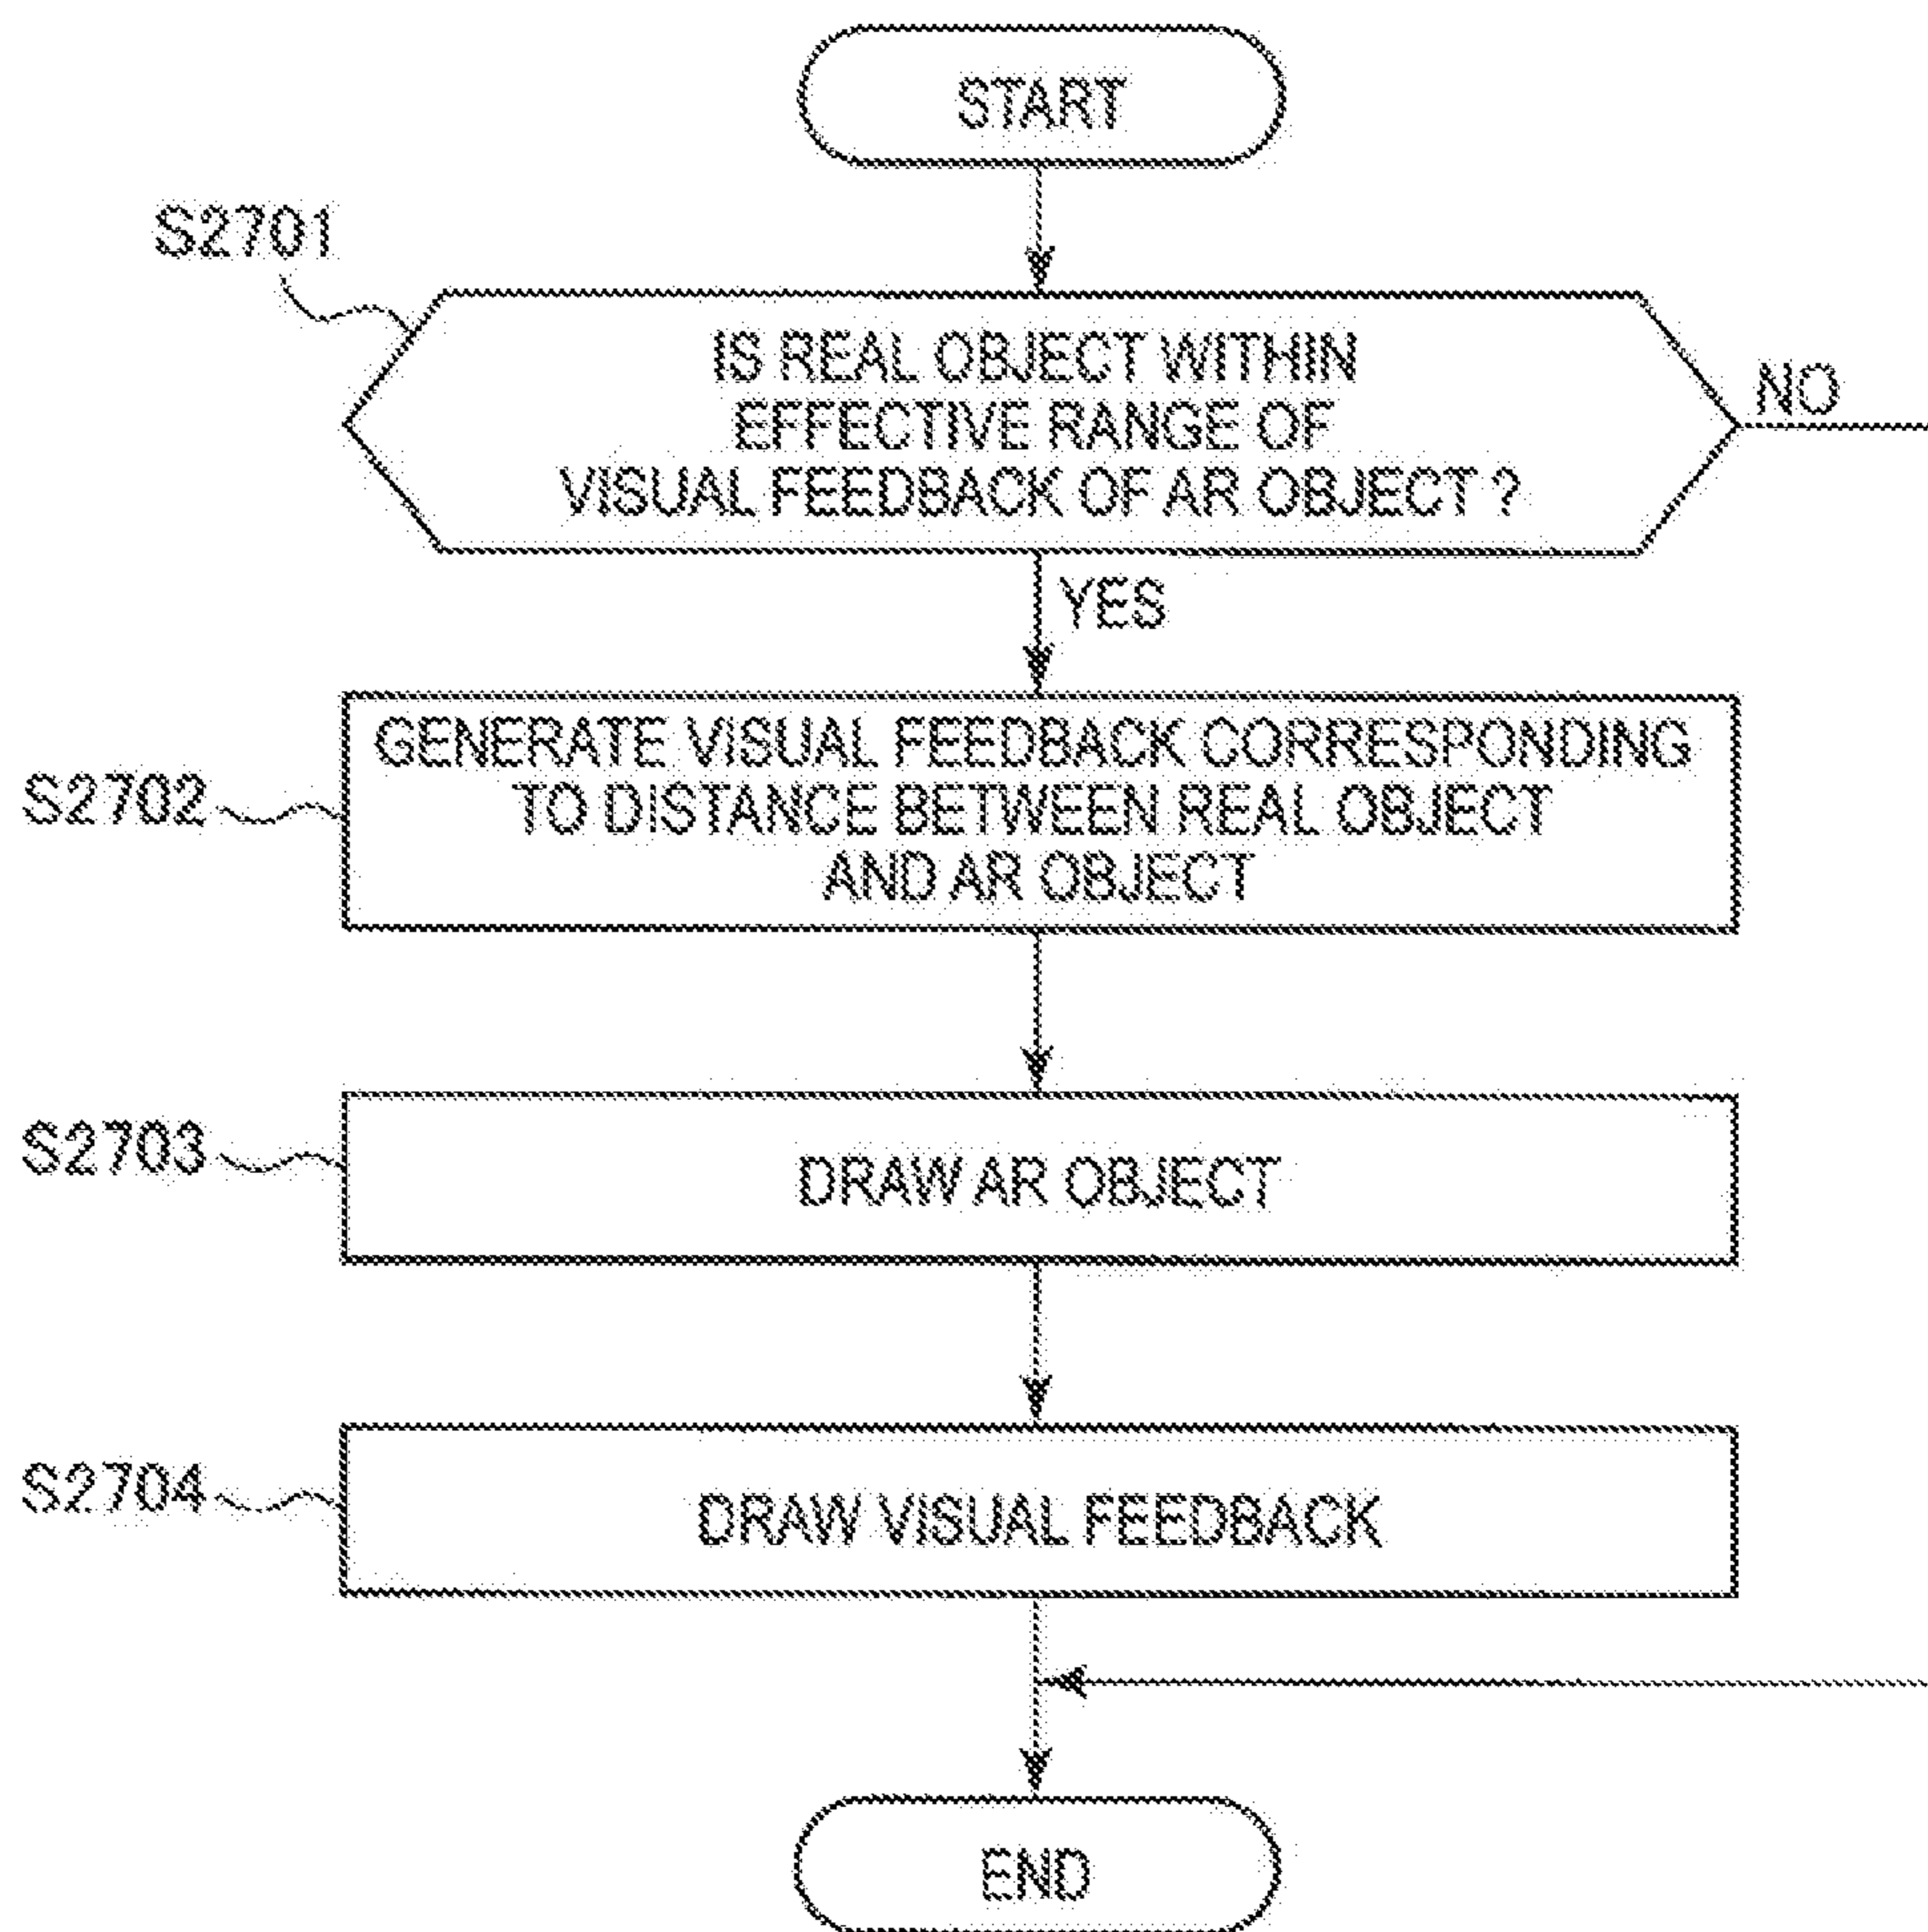 START
S2701
IS REAL OBJECT WITHIN
EFFECTIVE RANGE OF
VISUAL FEEDBACK OF AR OBJECT ?
NO
YES
S2702
GENERATE VISUAL FEEDBACK CORRESPONDING
TO DISTANCE BETWEEN REAL OBJECT
AND AR OBJECT
S2703
DRAW AR OBJECT
S2704
DRAW VISUAL FEEDBACK
END